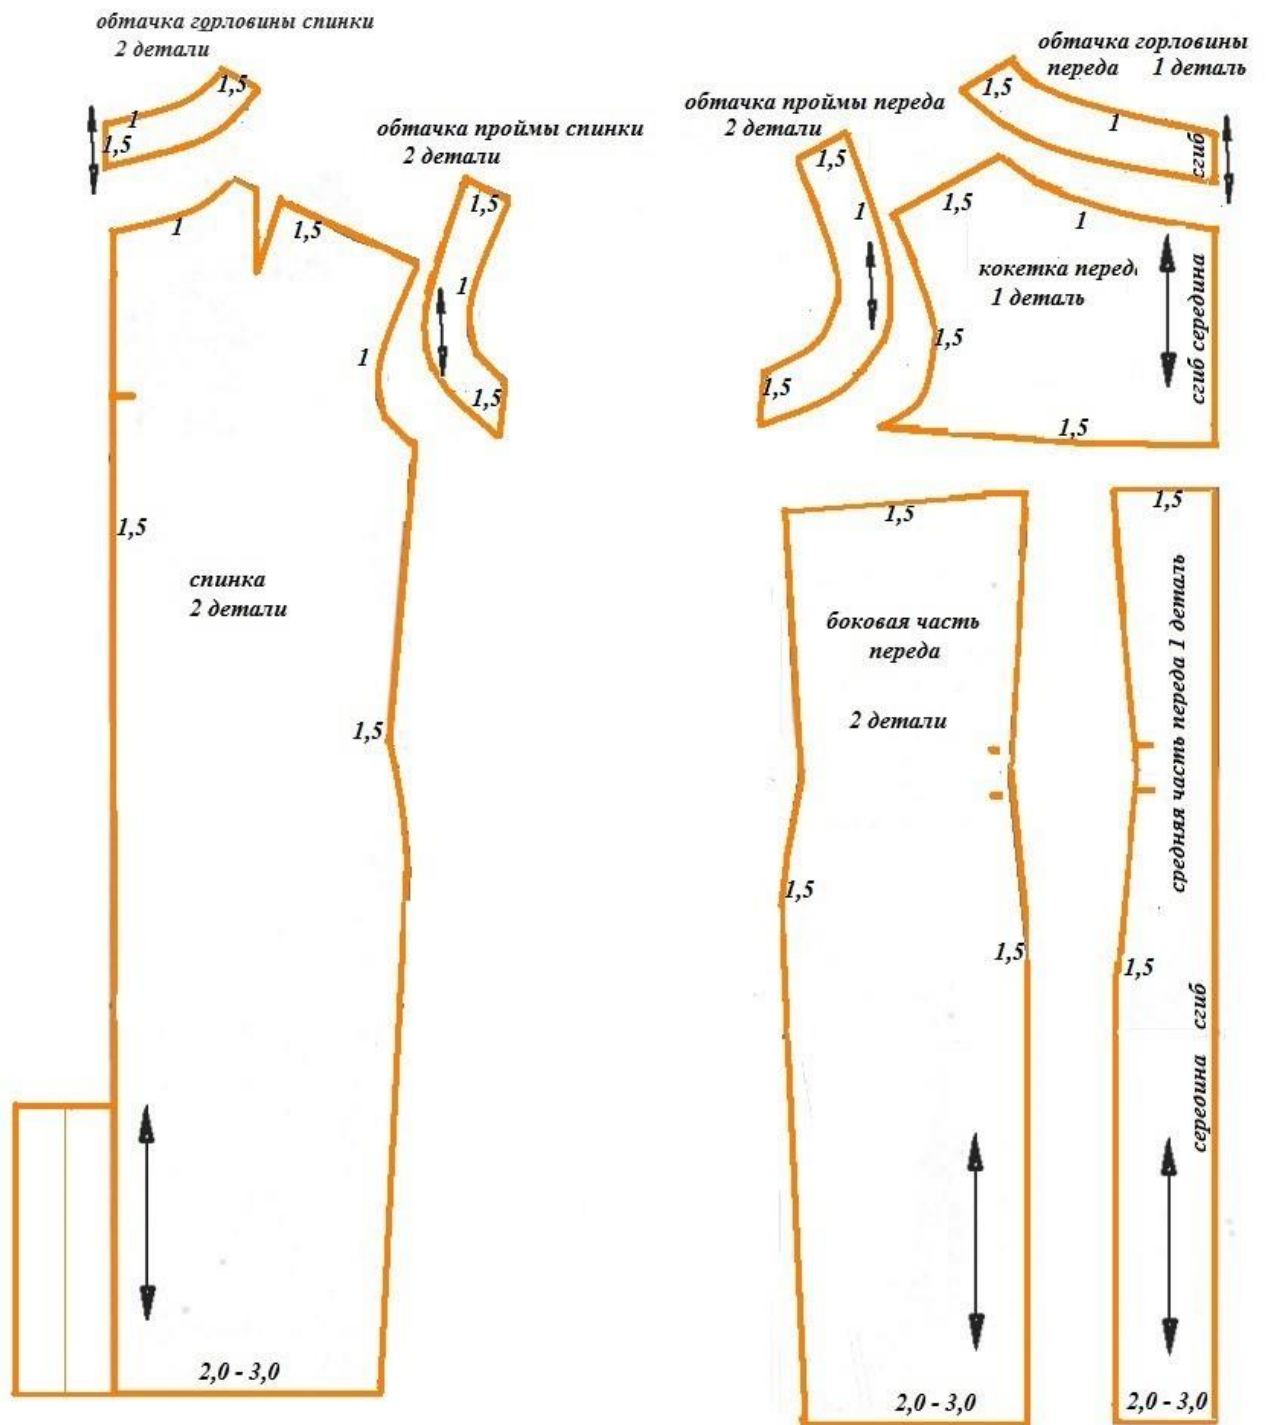 обтачка горловины спинки
2 детали
1,5
1
1,5
обтачка проймы спинки
2 детали
1,5
1
1,5
1
1,5
1
1,5
спинка
2 детали
1,5
2,0 - 3,0
обтачка горловины
переда 1 деталь
1,5
1
сгиб
обтачка проймы переда
2 детали
1,5
1
1,5
1,5
1
кокетка перед
1 деталь
сгиб середина
1,5
1,5
1,5
боковая часть
переда
2 детали
1,5
1,5
2,0 - 3,0
1,5
средняя часть переда 1 деталь
1,5
середина сгиб
2,0 - 3,0